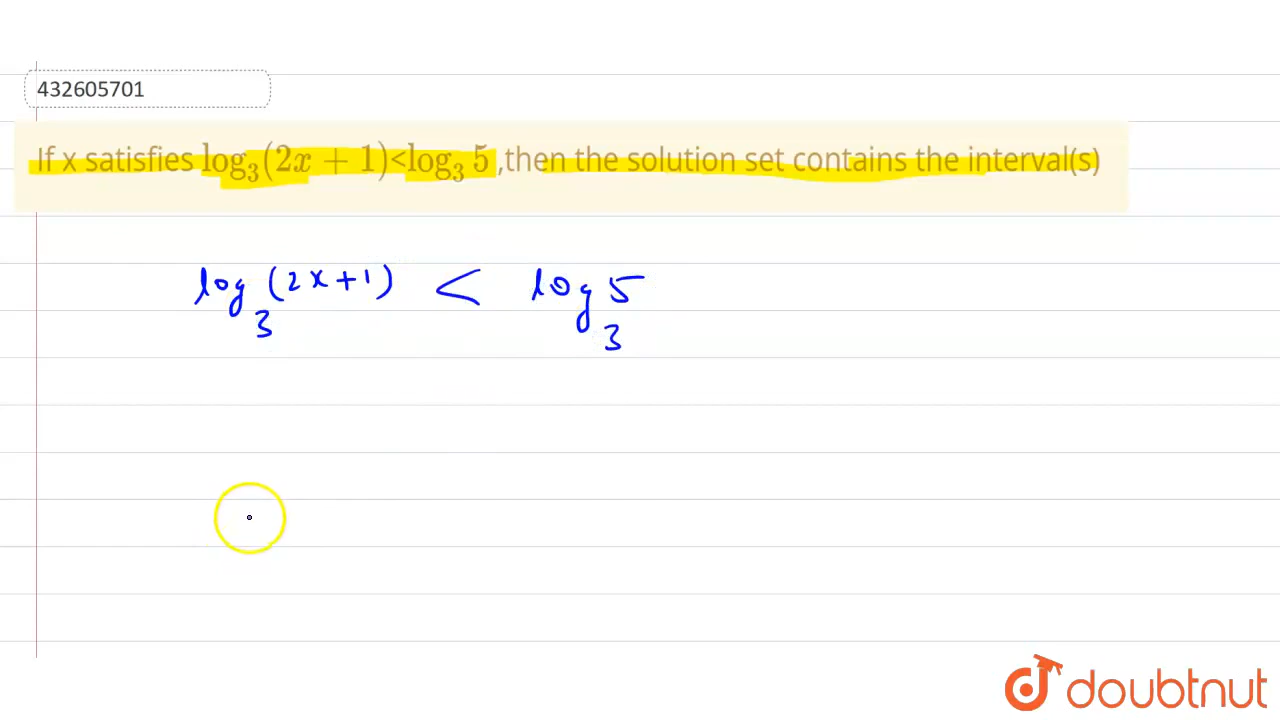 432605701
If x satisfies log₃(2x + 1)<log₃ 5 ,then the solution set contains the interval(s)
log₃(2x+1) < log₃5
doubtnut